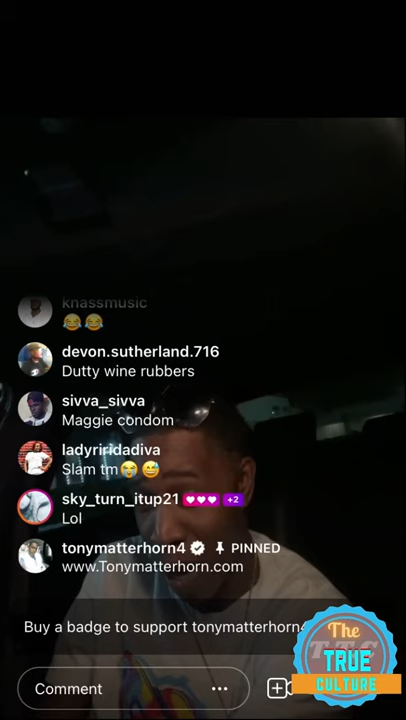 knassmusic
😂😂
devon.sutherland.716
Dutty wine rubbers
sivva_sivva
Maggie condom
ladyriridadiva
Slam tm😭😅
sky_turn_itup21 +2
Lol
tonymatterhorn4 PINNED
www.Tonymatterhorn.com
Buy a badge to support tonymatterhorn4
Comment
The
TRUE
CULTURE